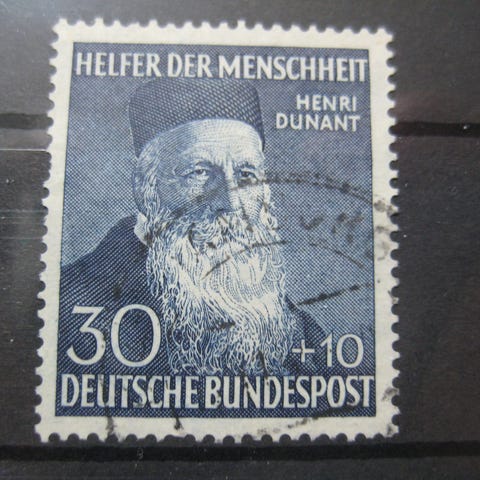 HELFER DER MENSCHHEIT
HENRI
DUNANT
30 +10
DEUTSCHE BUNDESPOST